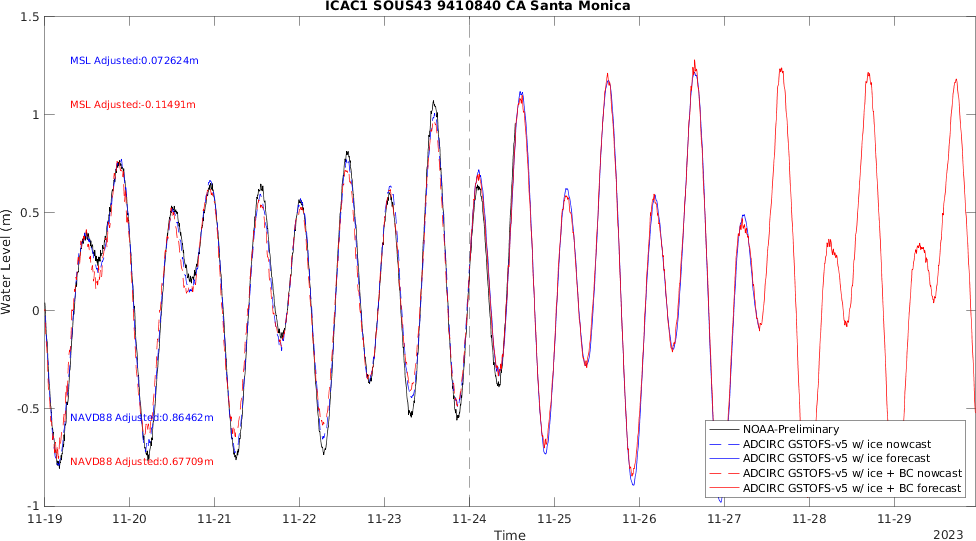 ICAC1 SOUS43 9410840 CA Santa Monica
1.5
MSL Adjusted:0.072624m
MSL Adjusted:-0.11491m
1
0.5
Water Level (m)
0
-0.5
NAVD88 Adjusted:0.86462m
NAVD88 Adjusted:0.67709m
NOAA-Preliminary
ADCIRC GSTOFS-v5 w/ ice nowcast
ADCIRC GSTOFS-v5 w/ ice forecast
ADCIRC GSTOFS-v5 w/ ice + BC nowcast
ADCIRC GSTOFS-v5 w/ ice + BC forecast
-1
11-19 11-20 11-21 11-22 11-23 11-24 11-25 11-26 11-27 11-28 11-29
Time
2023